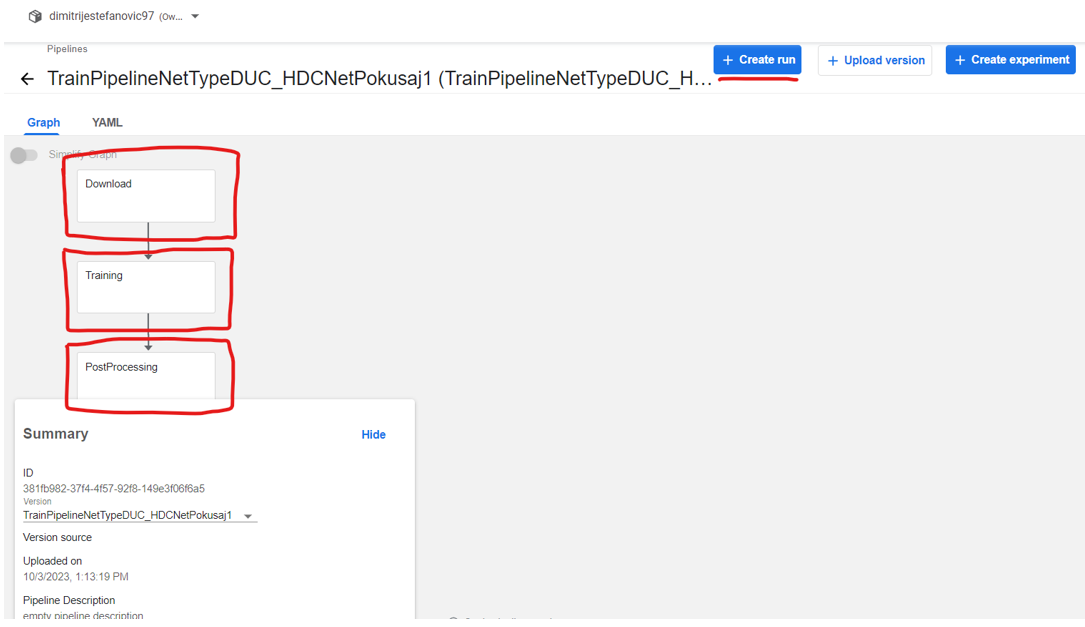 dimitrijestefanovic97 (Ow...
Pipelines
TrainPipelineNetTypeDUC_HDCNetPokusaj1 (TrainPipelineNetTypeDUC_H...
+ Create run
+ Upload version
+ Create experiment
Graph
YAML
Simplify Graph
Download
Training
PostProcessing
Summary
Hide
ID
381fb982-37f4-4f57-92f8-149e3f06f6a5
Version
TrainPipelineNetTypeDUC_HDCNetPokusaj1
Version source
Uploaded on
10/3/2023, 1:13:19 PM
Pipeline Description
empty pipeline description